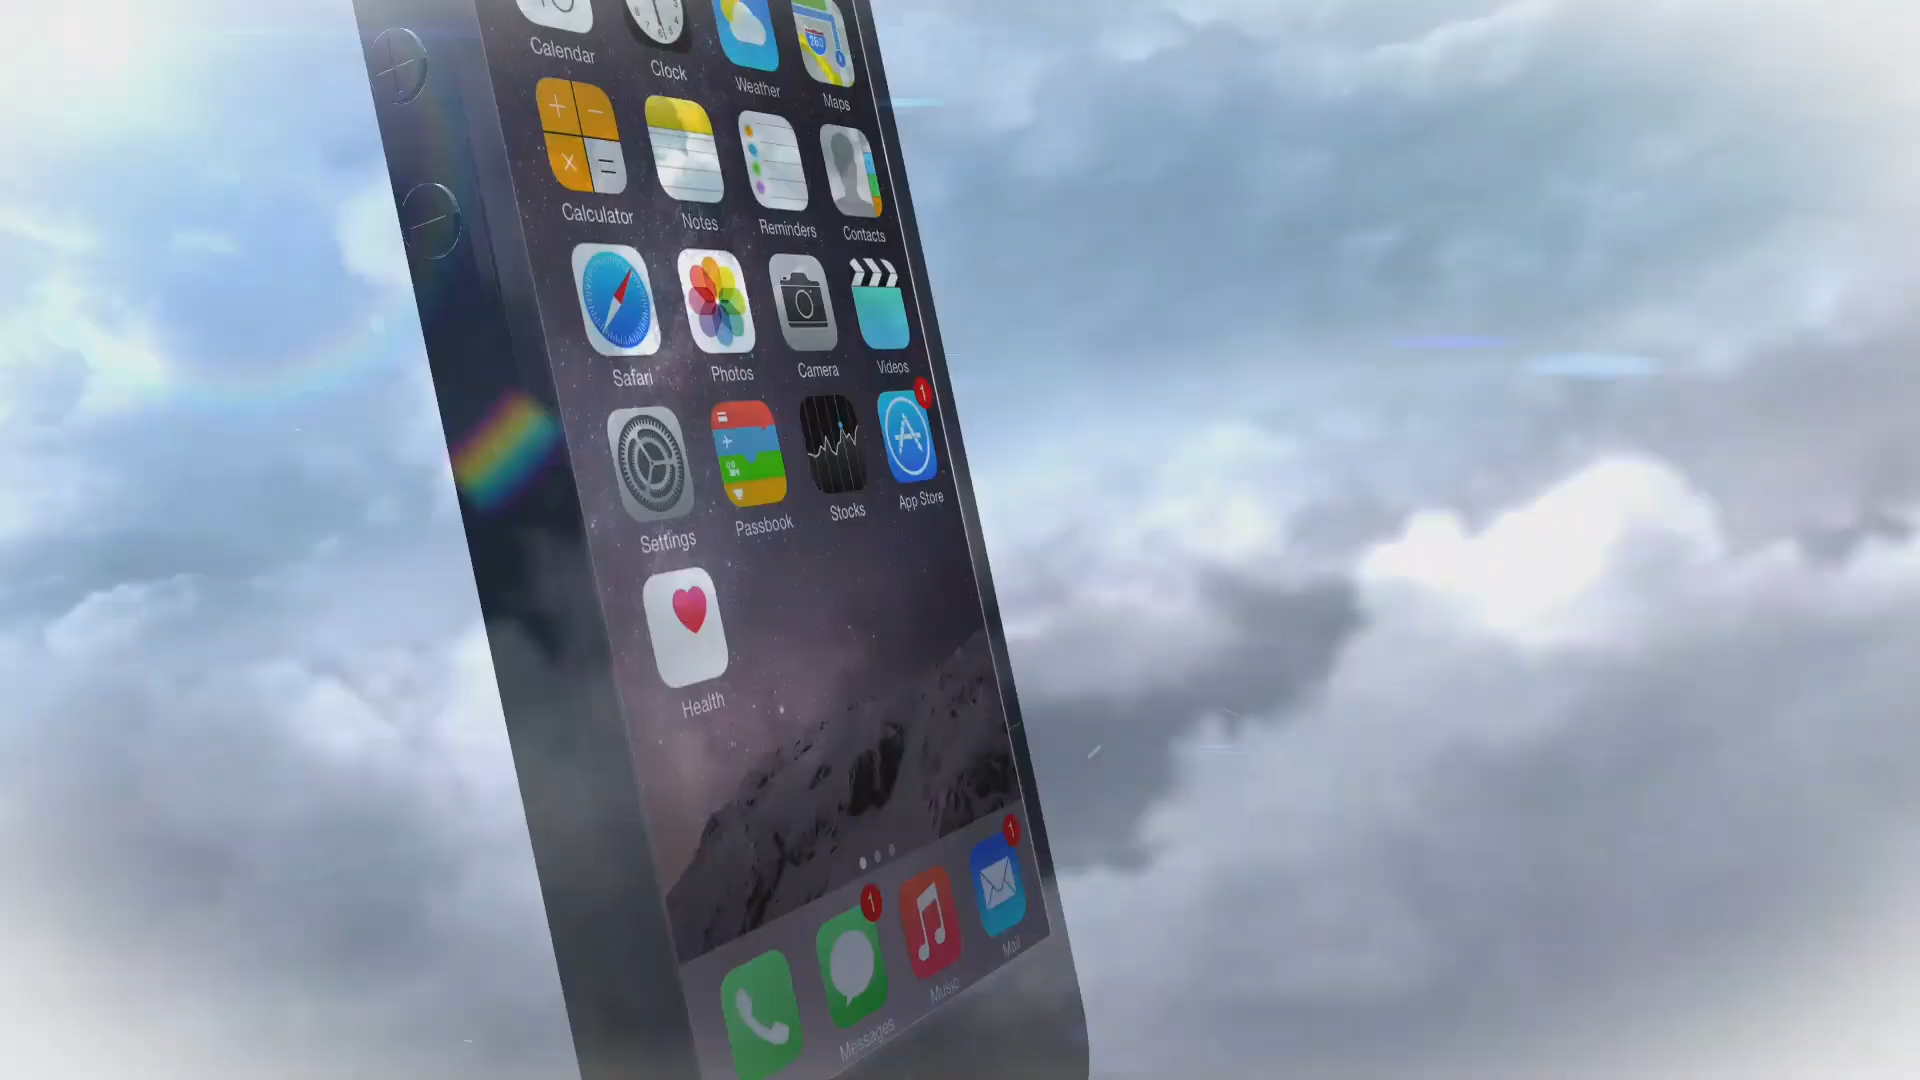 Calendar
Clock
Weather
280
Maps
Calculator
Notes
Reminders
Contacts
Safari
Photos
Camera
Videos
1
Settings
Passbook
Stocks
App Store
Health
1
1
Messages
Music
Mail